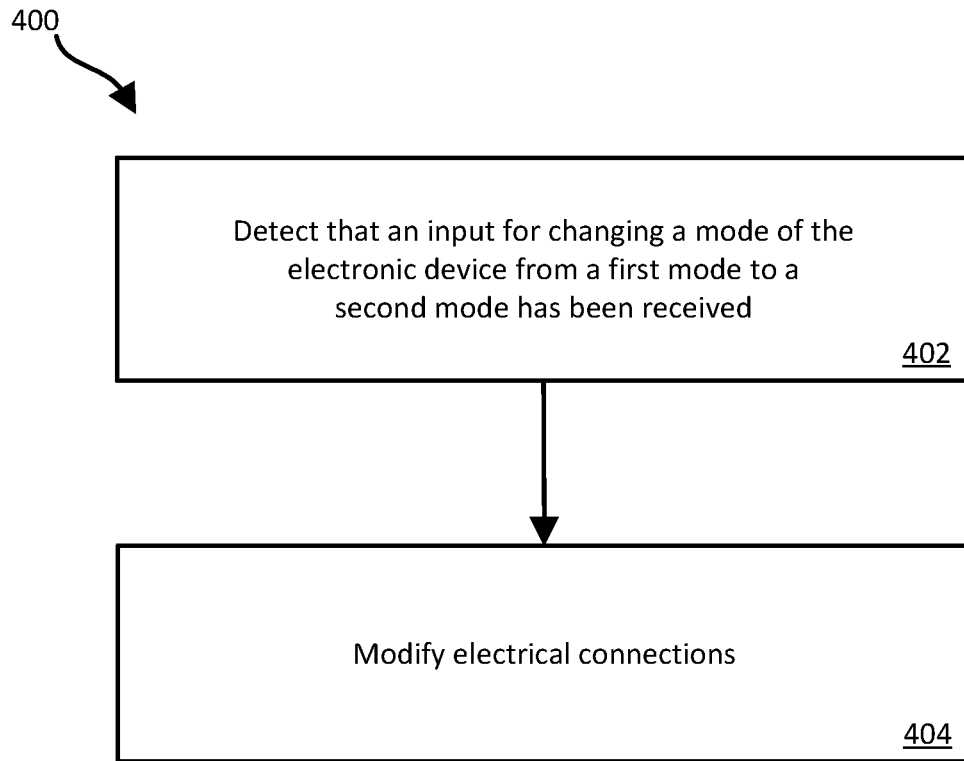 400
Detect that an input for changing a mode of the
electronic device from a first mode to a
second mode has been received
402
Modify electrical connections
404